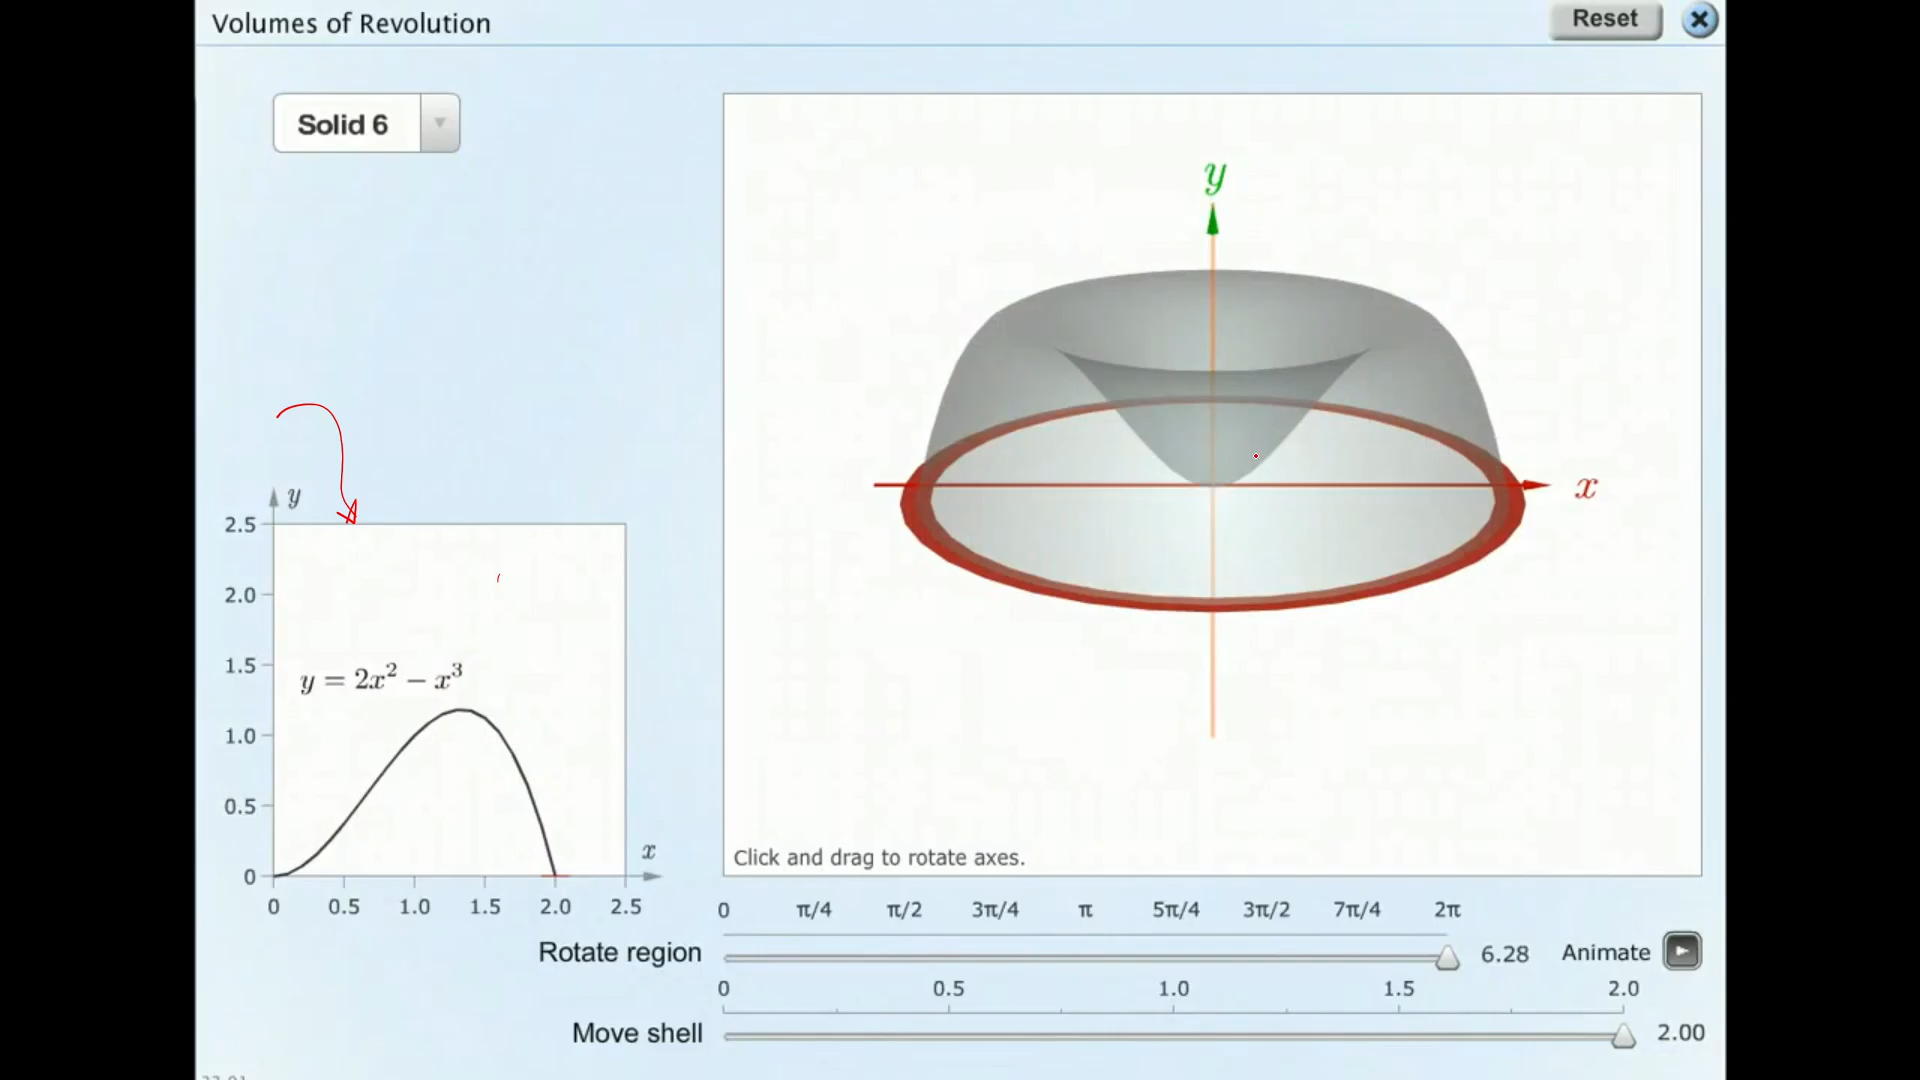 Volumes of Revolution
Reset
Solid 6
y
2.5
2.0
1.5
1.0
0.5
0
y = 2x² − x³
x
0 0.5 1.0 1.5 2.0 2.5
y
x
Click and drag to rotate axes.
0 π/4 π/2 3π/4 π 5π/4 3π/2 7π/4 2π
Rotate region 6.28 Animate
0 0.5 1.0 1.5 2.0
Move shell 2.00